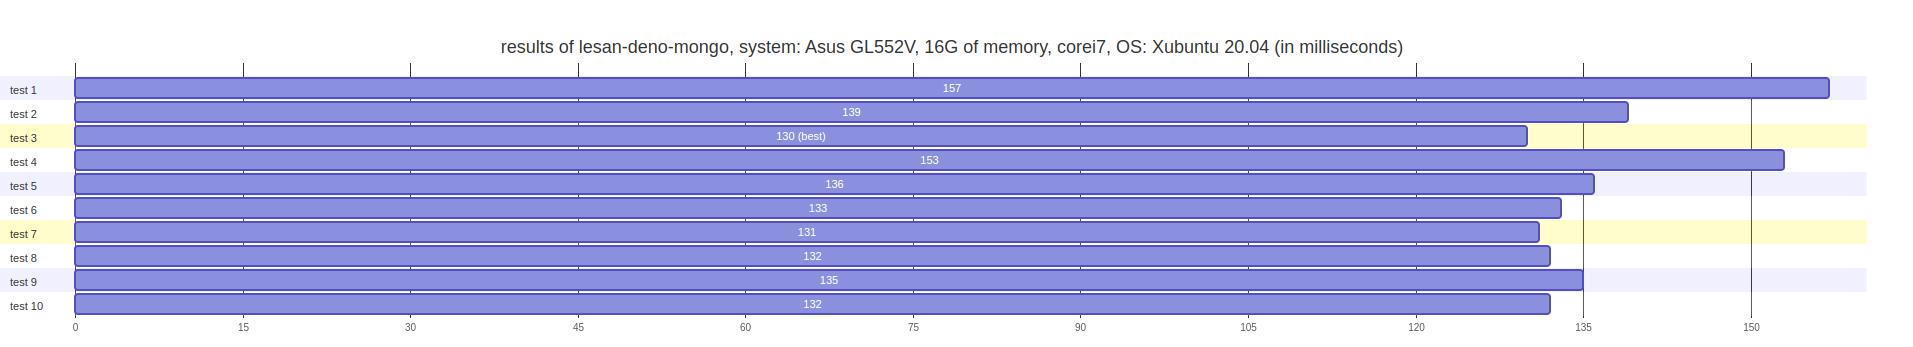 results of lesan-deno-mongo, system: Asus GL552V, 16G of memory, corei7, OS: Xubuntu 20.04 (in milliseconds)
test 1 157
test 2 139
test 3 130 (best)
test 4 153
test 5 136
test 6 133
test 7 131
test 8 132
test 9 135
test 10 132
0 15 30 45 60 75 90 105 120 135 150